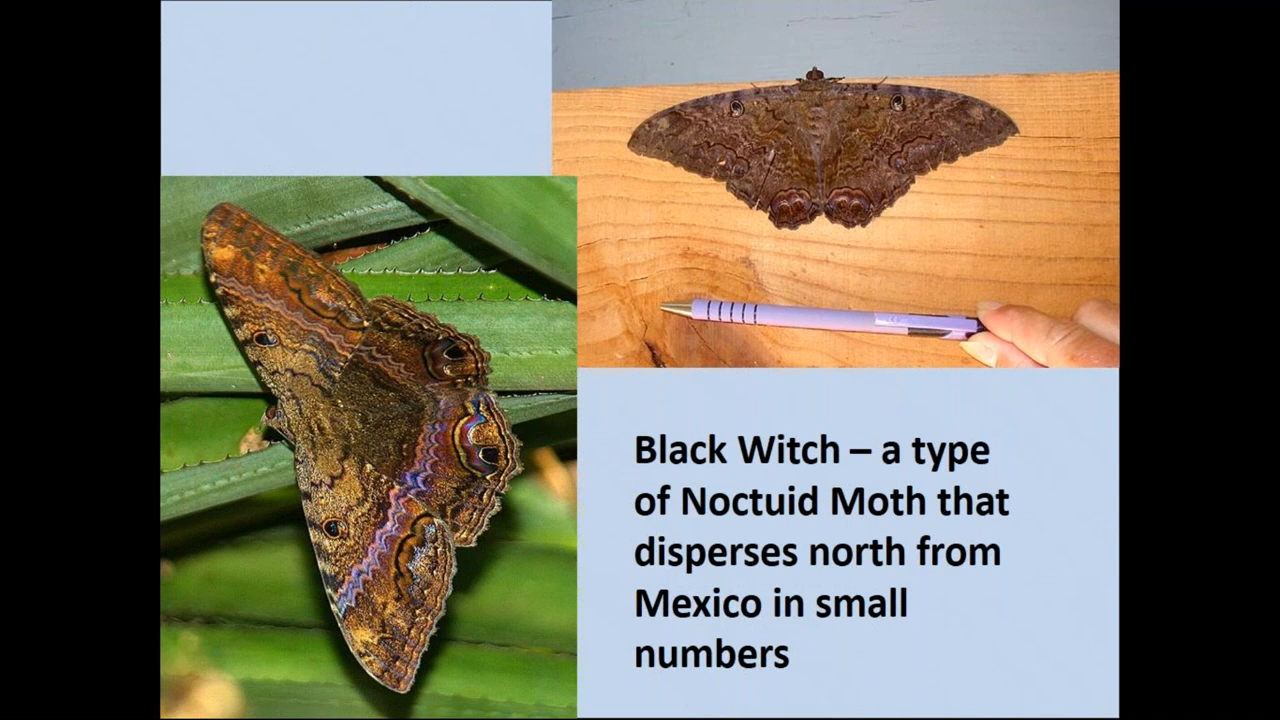 Black Witch – a type
of Noctuid Moth that
disperses north from
Mexico in small
numbers